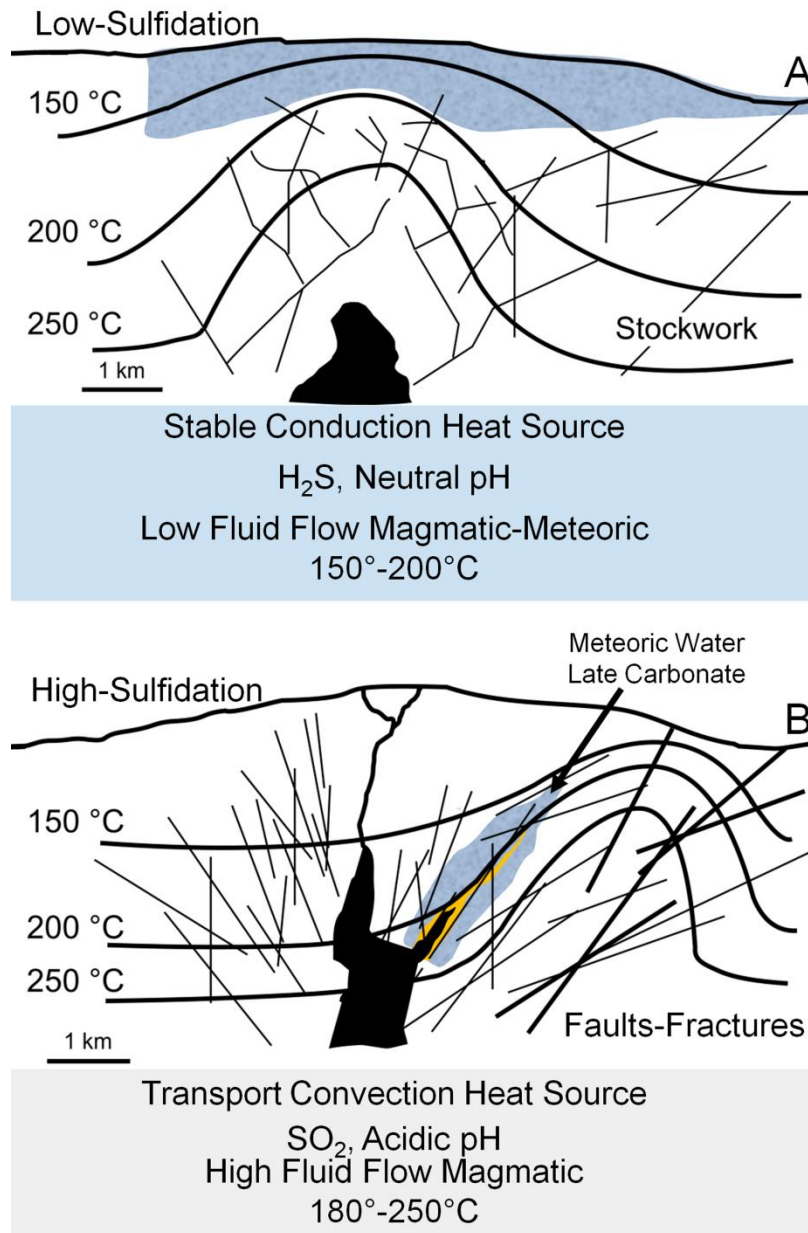 Low-Sulfidation
A
150 °C
200 °C
250 °C
Stockwork
1 km
Stable Conduction Heat Source
H₂S, Neutral pH
Low Fluid Flow Magmatic-Meteoric
150°-200°C
Meteoric Water
Late Carbonate
High-Sulfidation
B
150 °C
200 °C
250 °C
Faults-Fractures
1 km
Transport Convection Heat Source
SO₂, Acidic pH
High Fluid Flow Magmatic
180°-250°C